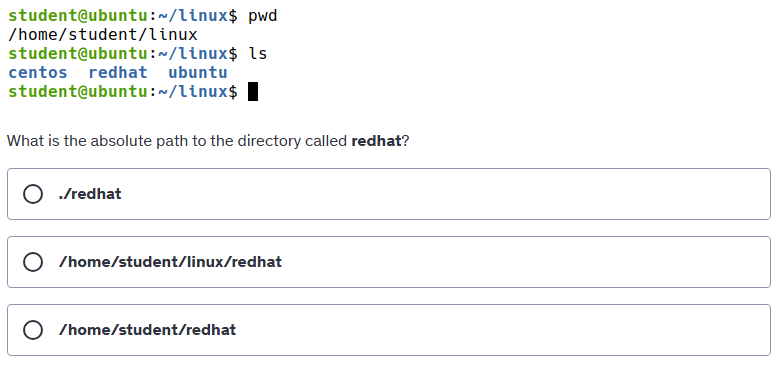 student@ubuntu:~/linux$ pwd
/home/student/linux
student@ubuntu:~/linux$ ls
centos  redhat  ubuntu
student@ubuntu:~/linux$
What is the absolute path to the directory called redhat?
./redhat
/home/student/linux/redhat
/home/student/redhat